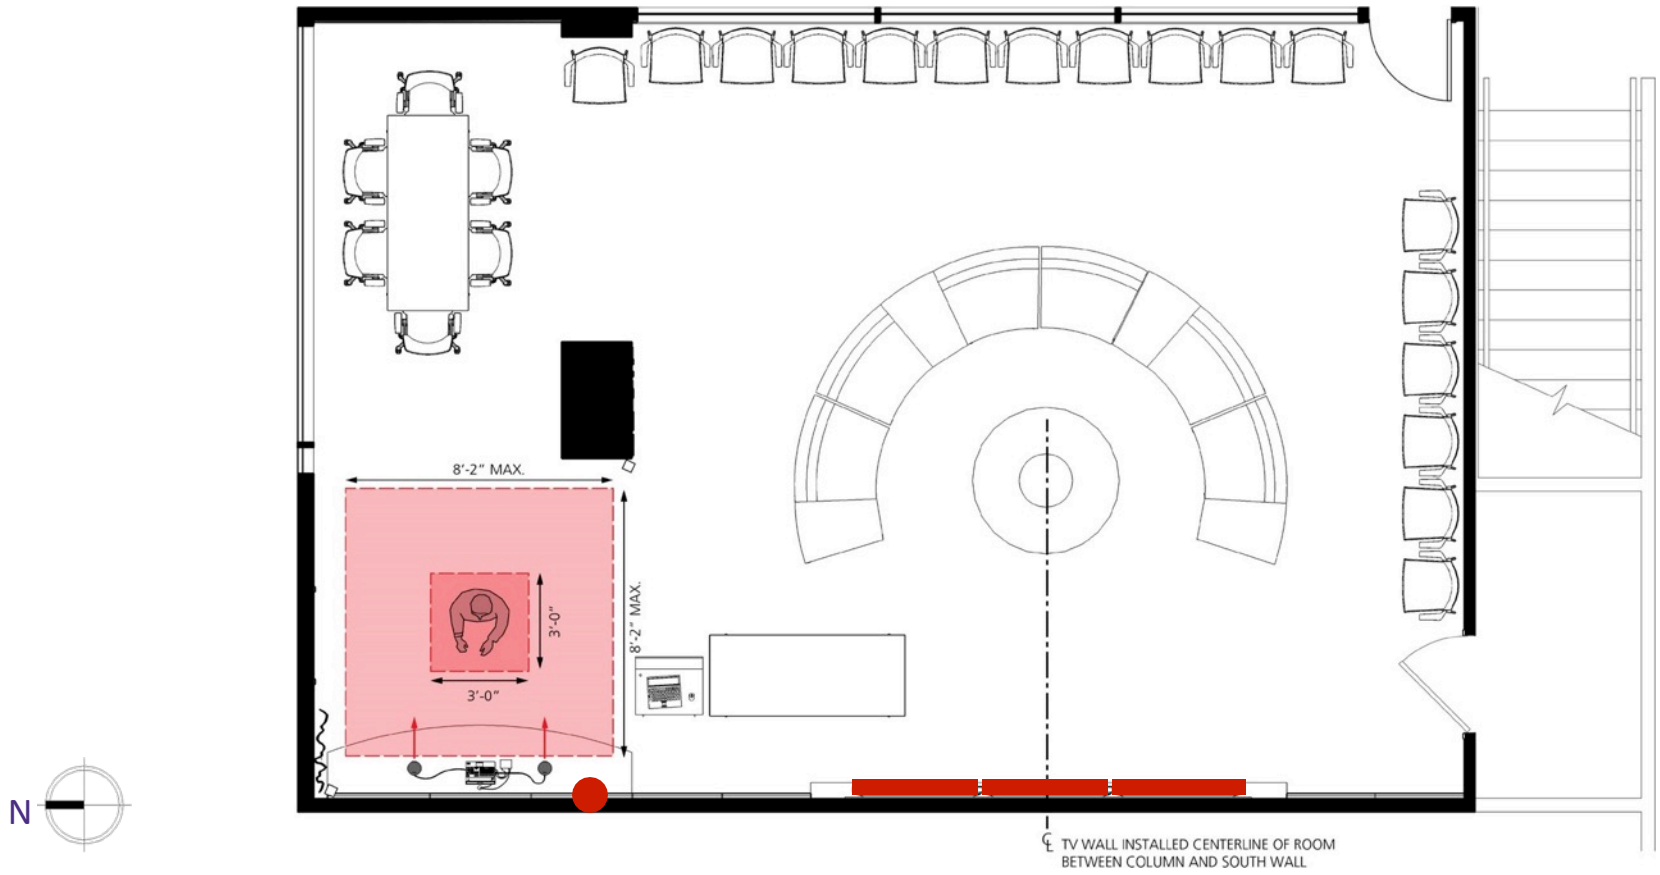 8'-2" MAX.
8'-2" MAX.
3'-0"
3'-0"
N
℄ TV WALL INSTALLED CENTERLINE OF ROOM
BETWEEN COLUMN AND SOUTH WALL